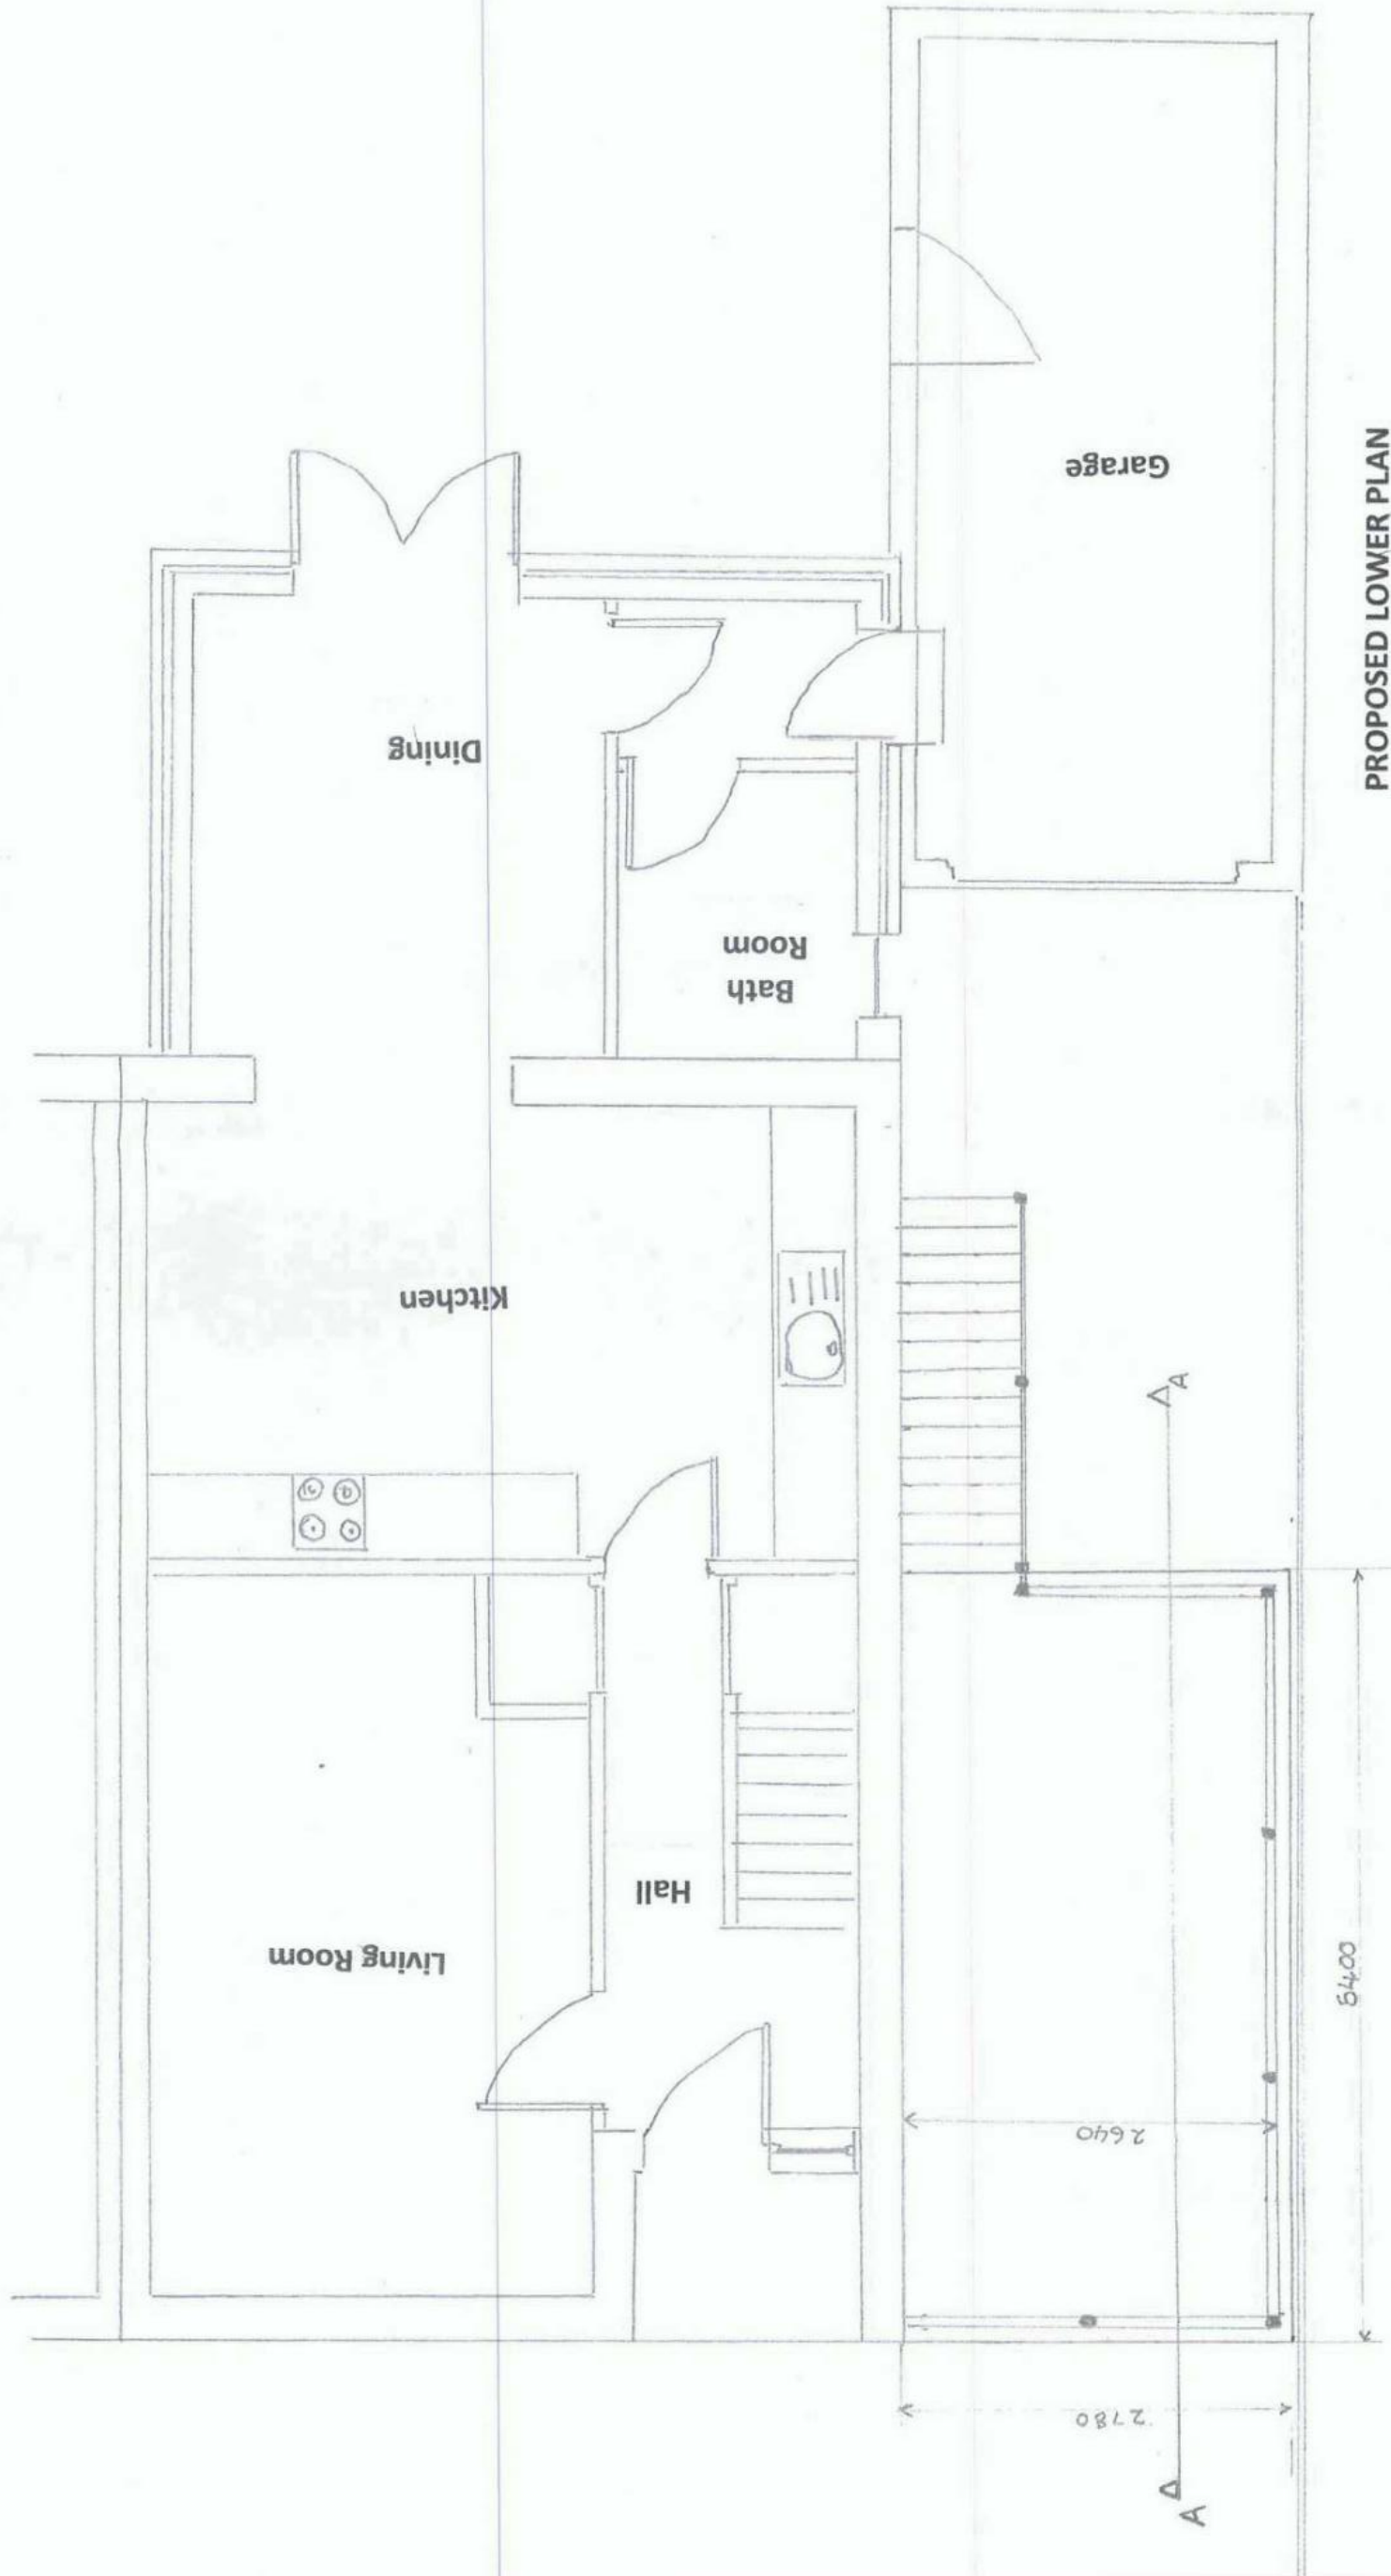 Garage
Dining
Bath
Room
Kitchen
Hall
Living Room
A
A
2640
2780
5400
PROPOSED LOWER PLAN